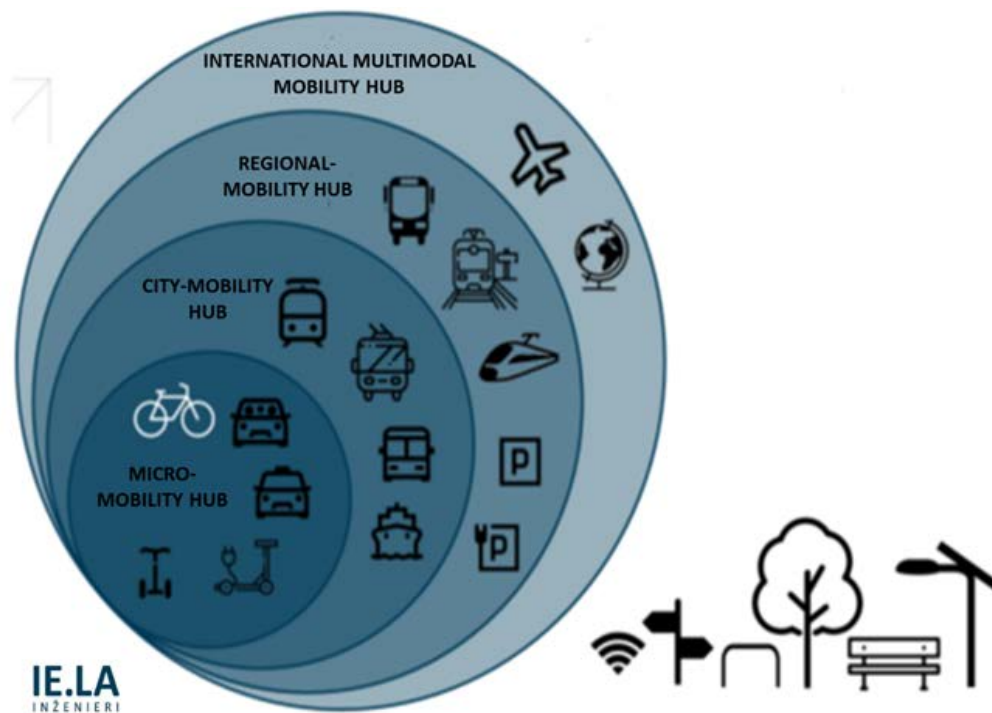 INTERNATIONAL MULTIMODAL
MOBILITY HUB
REGIONAL-
MOBILITY HUB
CITY-MOBILITY
HUB
MICRO-
MOBILITY HUB
P
P
IE.LA
INŽENIERI